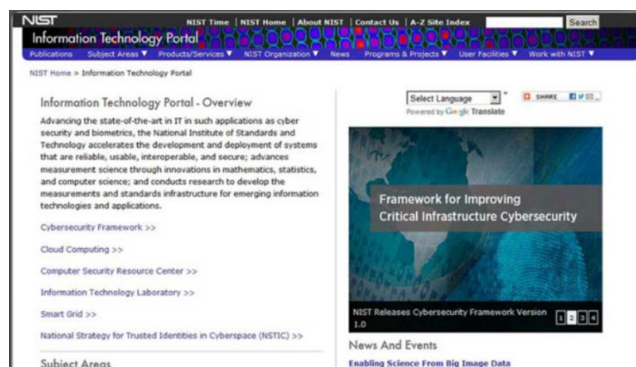 NIST
NIST Time | NIST Home | About NIST | Contact Us | A-Z Site Index
Search
Information Technology Portal
Publications Subject Areas ▼ Products/Services ▼ NIST Organization ▼ News Programs & Projects ▼ User Facilities ▼ Work with NIST ▼
NIST Home > Information Technology Portal
Information Technology Portal - Overview
Advancing the state-of-the-art in IT in such applications as cyber
security and biometrics, the National Institute of Standards and
Technology accelerates the development and deployment of systems
that are reliable, usable, interoperable, and secure; advances
measurement science through innovations in mathematics, statistics,
and computer science; and conducts research to develop the
measurements and standards infrastructure for emerging information
technologies and applications.
Cybersecurity Framework >>
Cloud Computing >>
Computer Security Resource Center >>
Information Technology Laboratory >>
Smart Grid >>
National Strategy for Trusted Identities in Cyberspace (NSTIC) >>
Subject Areas
Select Language
SHARE
Powered by Google Translate
Framework for Improving
Critical Infrastructure Cybersecurity
NIST Releases Cybersecurity Framework Version
1.0
1 2 3 4
News And Events
Enabling Science From Big Image Data